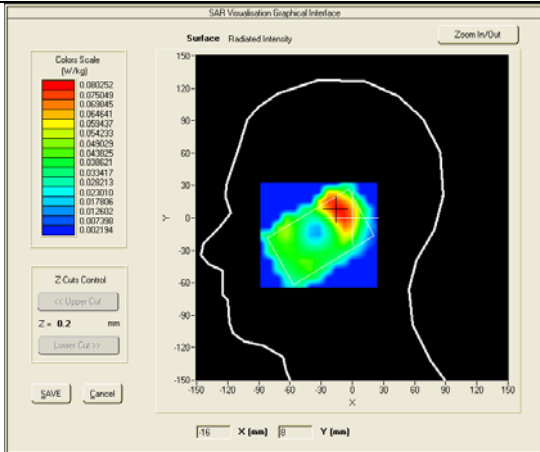 SAR Visualisation Graphical Interface
Surface Radiated Intensity
Zoom In/Out
Colors Scale
(W/kg)
0.080252
0.075049
0.069845
0.064641
0.059437
0.054233
0.049029
0.043825
0.038621
0.033417
0.028213
0.023010
0.017806
0.012602
0.007398
0.002194
150-
120-
90-
60-
30-
0-
-30-
-60-
-90-
-120-
-150-
Y
-150 -120 -90 -60 -30 0 30 60 90 120 150
X
Z Cuts Control
<< Upper Cut
Z = 0.2 mm
Lower Cut >>
SAVE Cancel
-16 X (mm) 8 Y (mm)